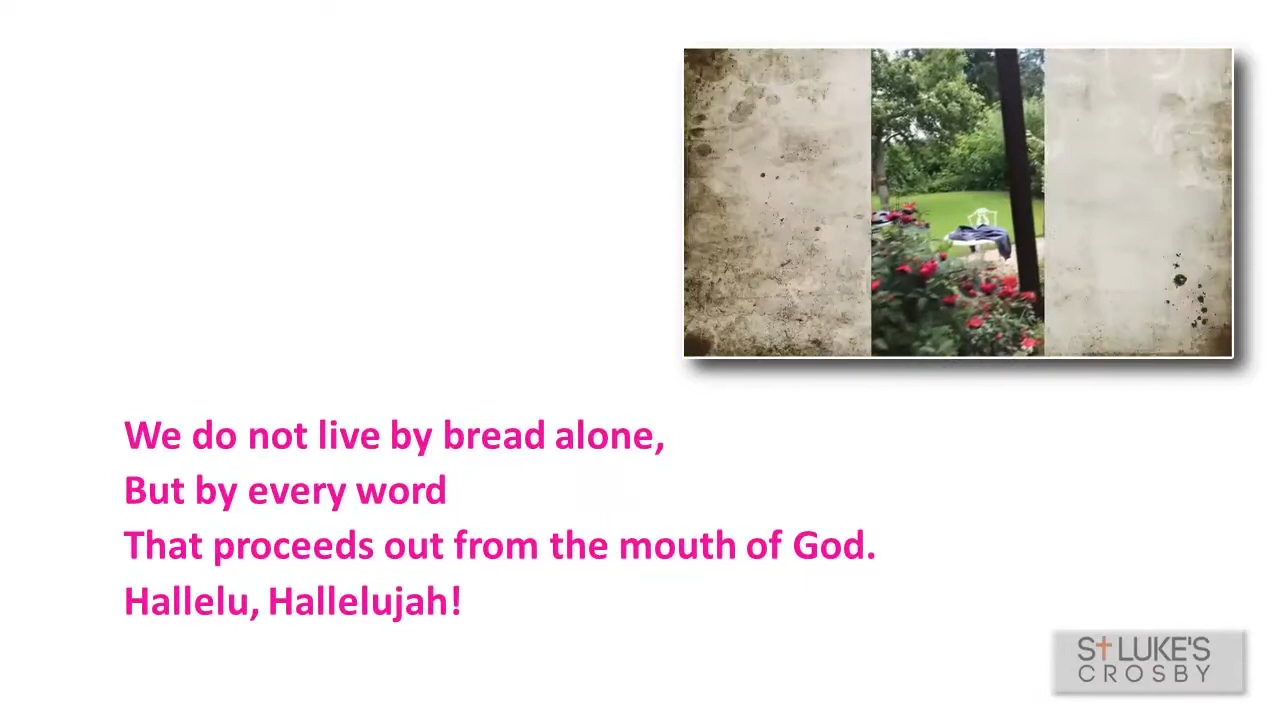 We do not live by bread alone,
But by every word
That proceeds out from the mouth of God.
Hallelu, Hallelujah!
St LUKE'S
CROSBY